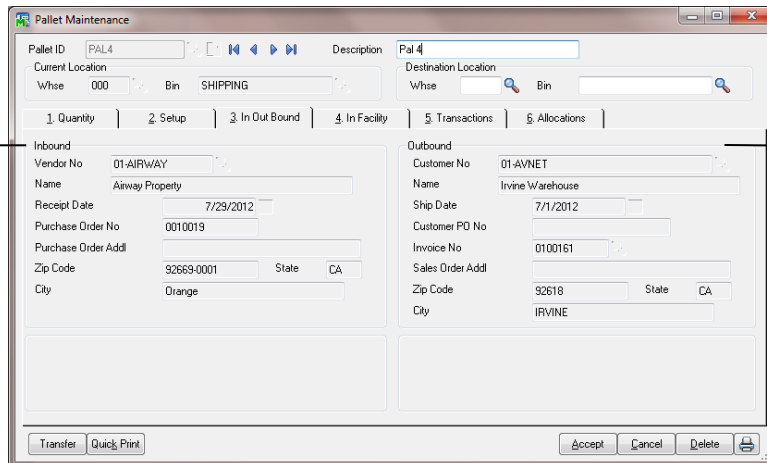 Pallet Maintenance
Pallet ID PAL4 Description Pal 4
Current Location
Whse 000 Bin SHIPPING
Destination Location
Whse Bin
1. Quantity 2. Setup 3. In Out Bound 4. In Facility 5. Transactions 6. Allocations
Inbound
Vendor No 01-AIRWAY
Name Airway Property
Receipt Date 7/29/2012
Purchase Order No 0010019
Purchase Order Addl
Zip Code 92669-0001 State CA
City Orange
Outbound
Customer No 01-AVNET
Name Irvine Warehouse
Ship Date 7/1/2012
Customer PO No
Invoice No 0100161
Sales Order Addl
Zip Code 92618 State CA
City IRVINE
Transfer Quick Print Accept Cancel Delete